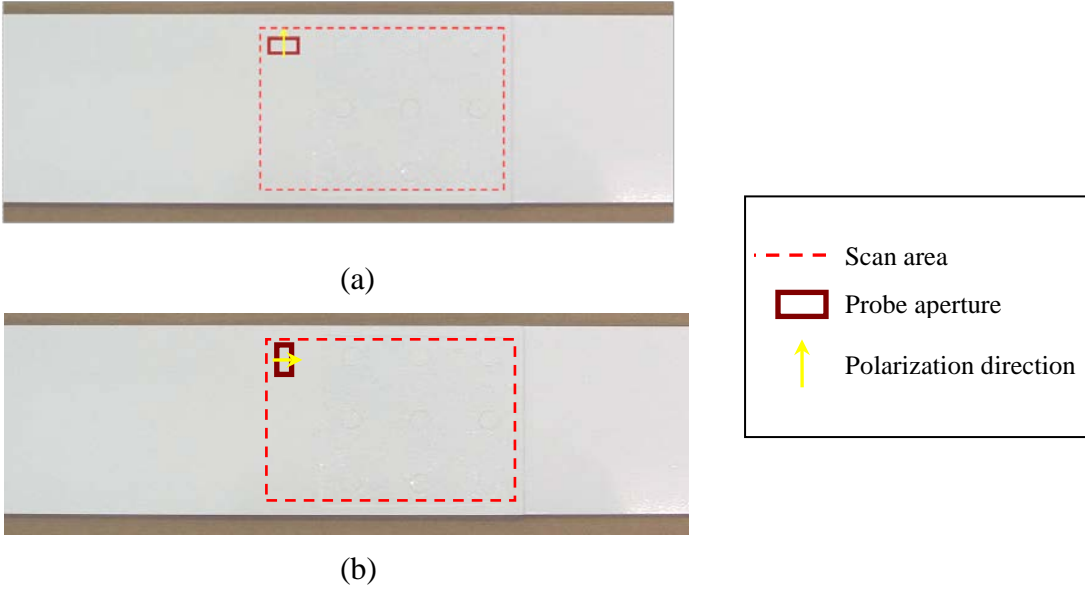 (a)
Scan area
Probe aperture
Polarization direction
(b)